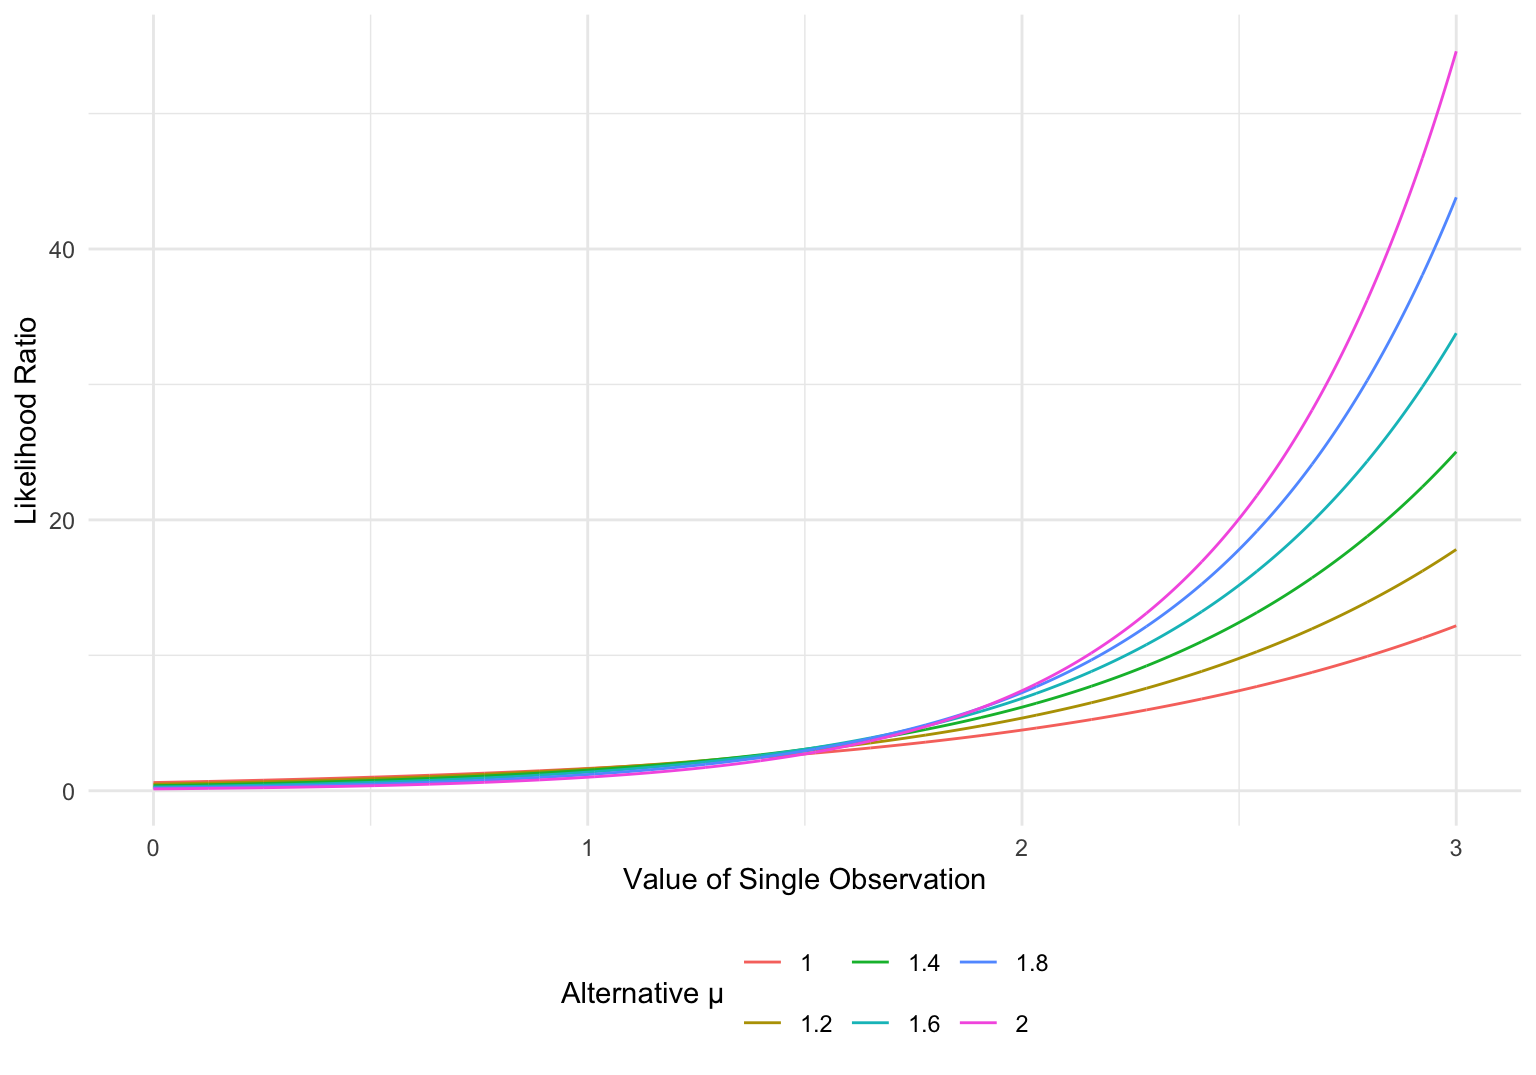 Likelihood Ratio
40
20
0
0 1 2 3
Value of Single Observation
Alternative μ
1 1.4 1.8
1.2 1.6 2